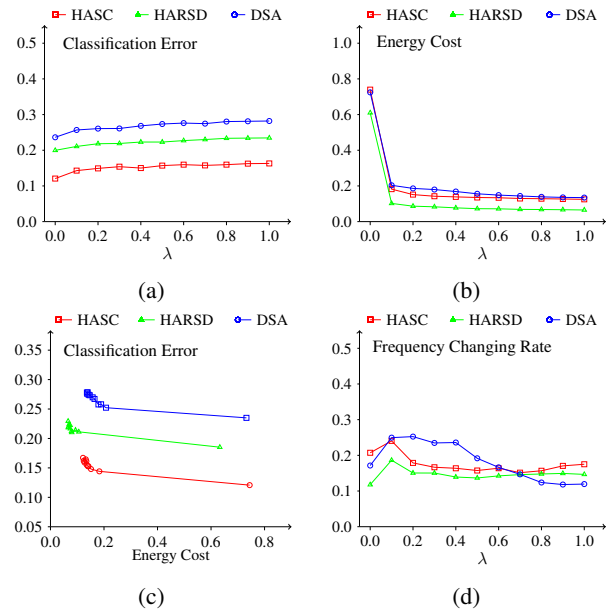 HASC HARSD DSA
Classification Error
0.5
0.4
0.3
0.2
0.1
0.0
0.0 0.2 0.4 0.6 0.8 1.0
λ
(a)
HASC HARSD DSA
Energy Cost
1.0
0.8
0.6
0.4
0.2
0.0
0.0 0.2 0.4 0.6 0.8 1.0
λ
(b)
HASC HARSD DSA
Classification Error
0.35
0.30
0.25
0.20
0.15
0.10
0.05
0 0.2 0.4 0.6 0.8
Energy Cost
(c)
HASC HARSD DSA
Frequency Changing Rate
0.5
0.4
0.3
0.2
0.1
0.0
0.0 0.2 0.4 0.6 0.8 1.0
λ
(d)